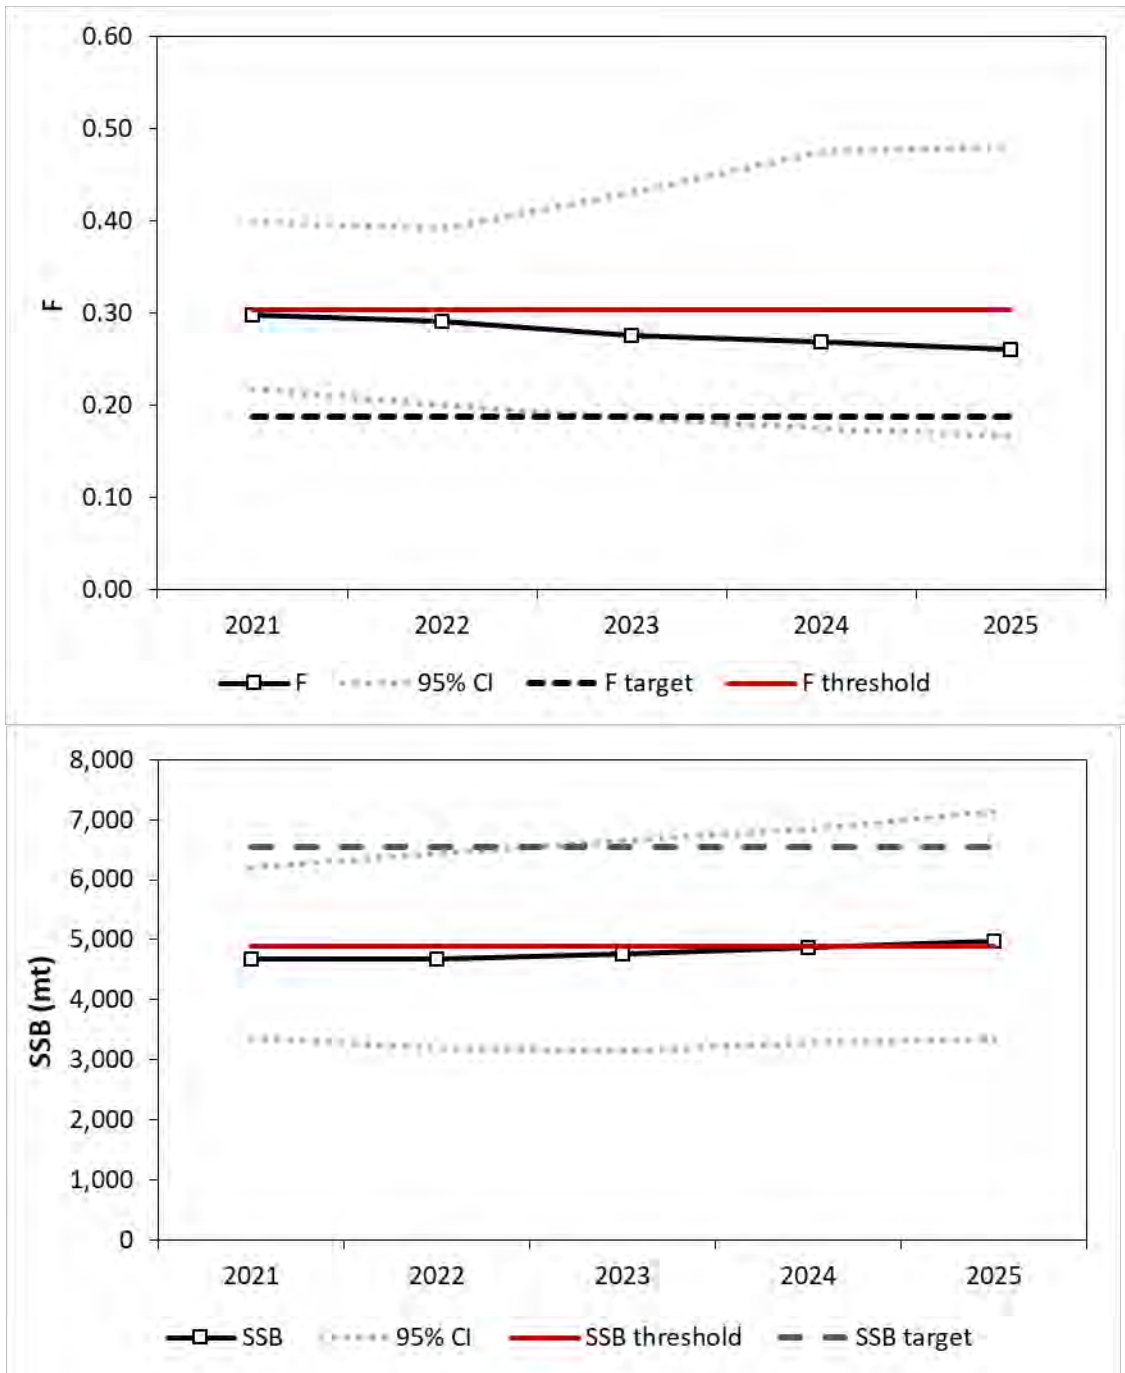 0.60
0.50
0.40
0.30
0.20
0.10
0.00
F
2021 2022 2023 2024 2025
F 95% CI F target F threshold
8,000
7,000
6,000
5,000
4,000
3,000
2,000
1,000
0
SSB (mt)
2021 2022 2023 2024 2025
SSB 95% CI SSB threshold SSB target